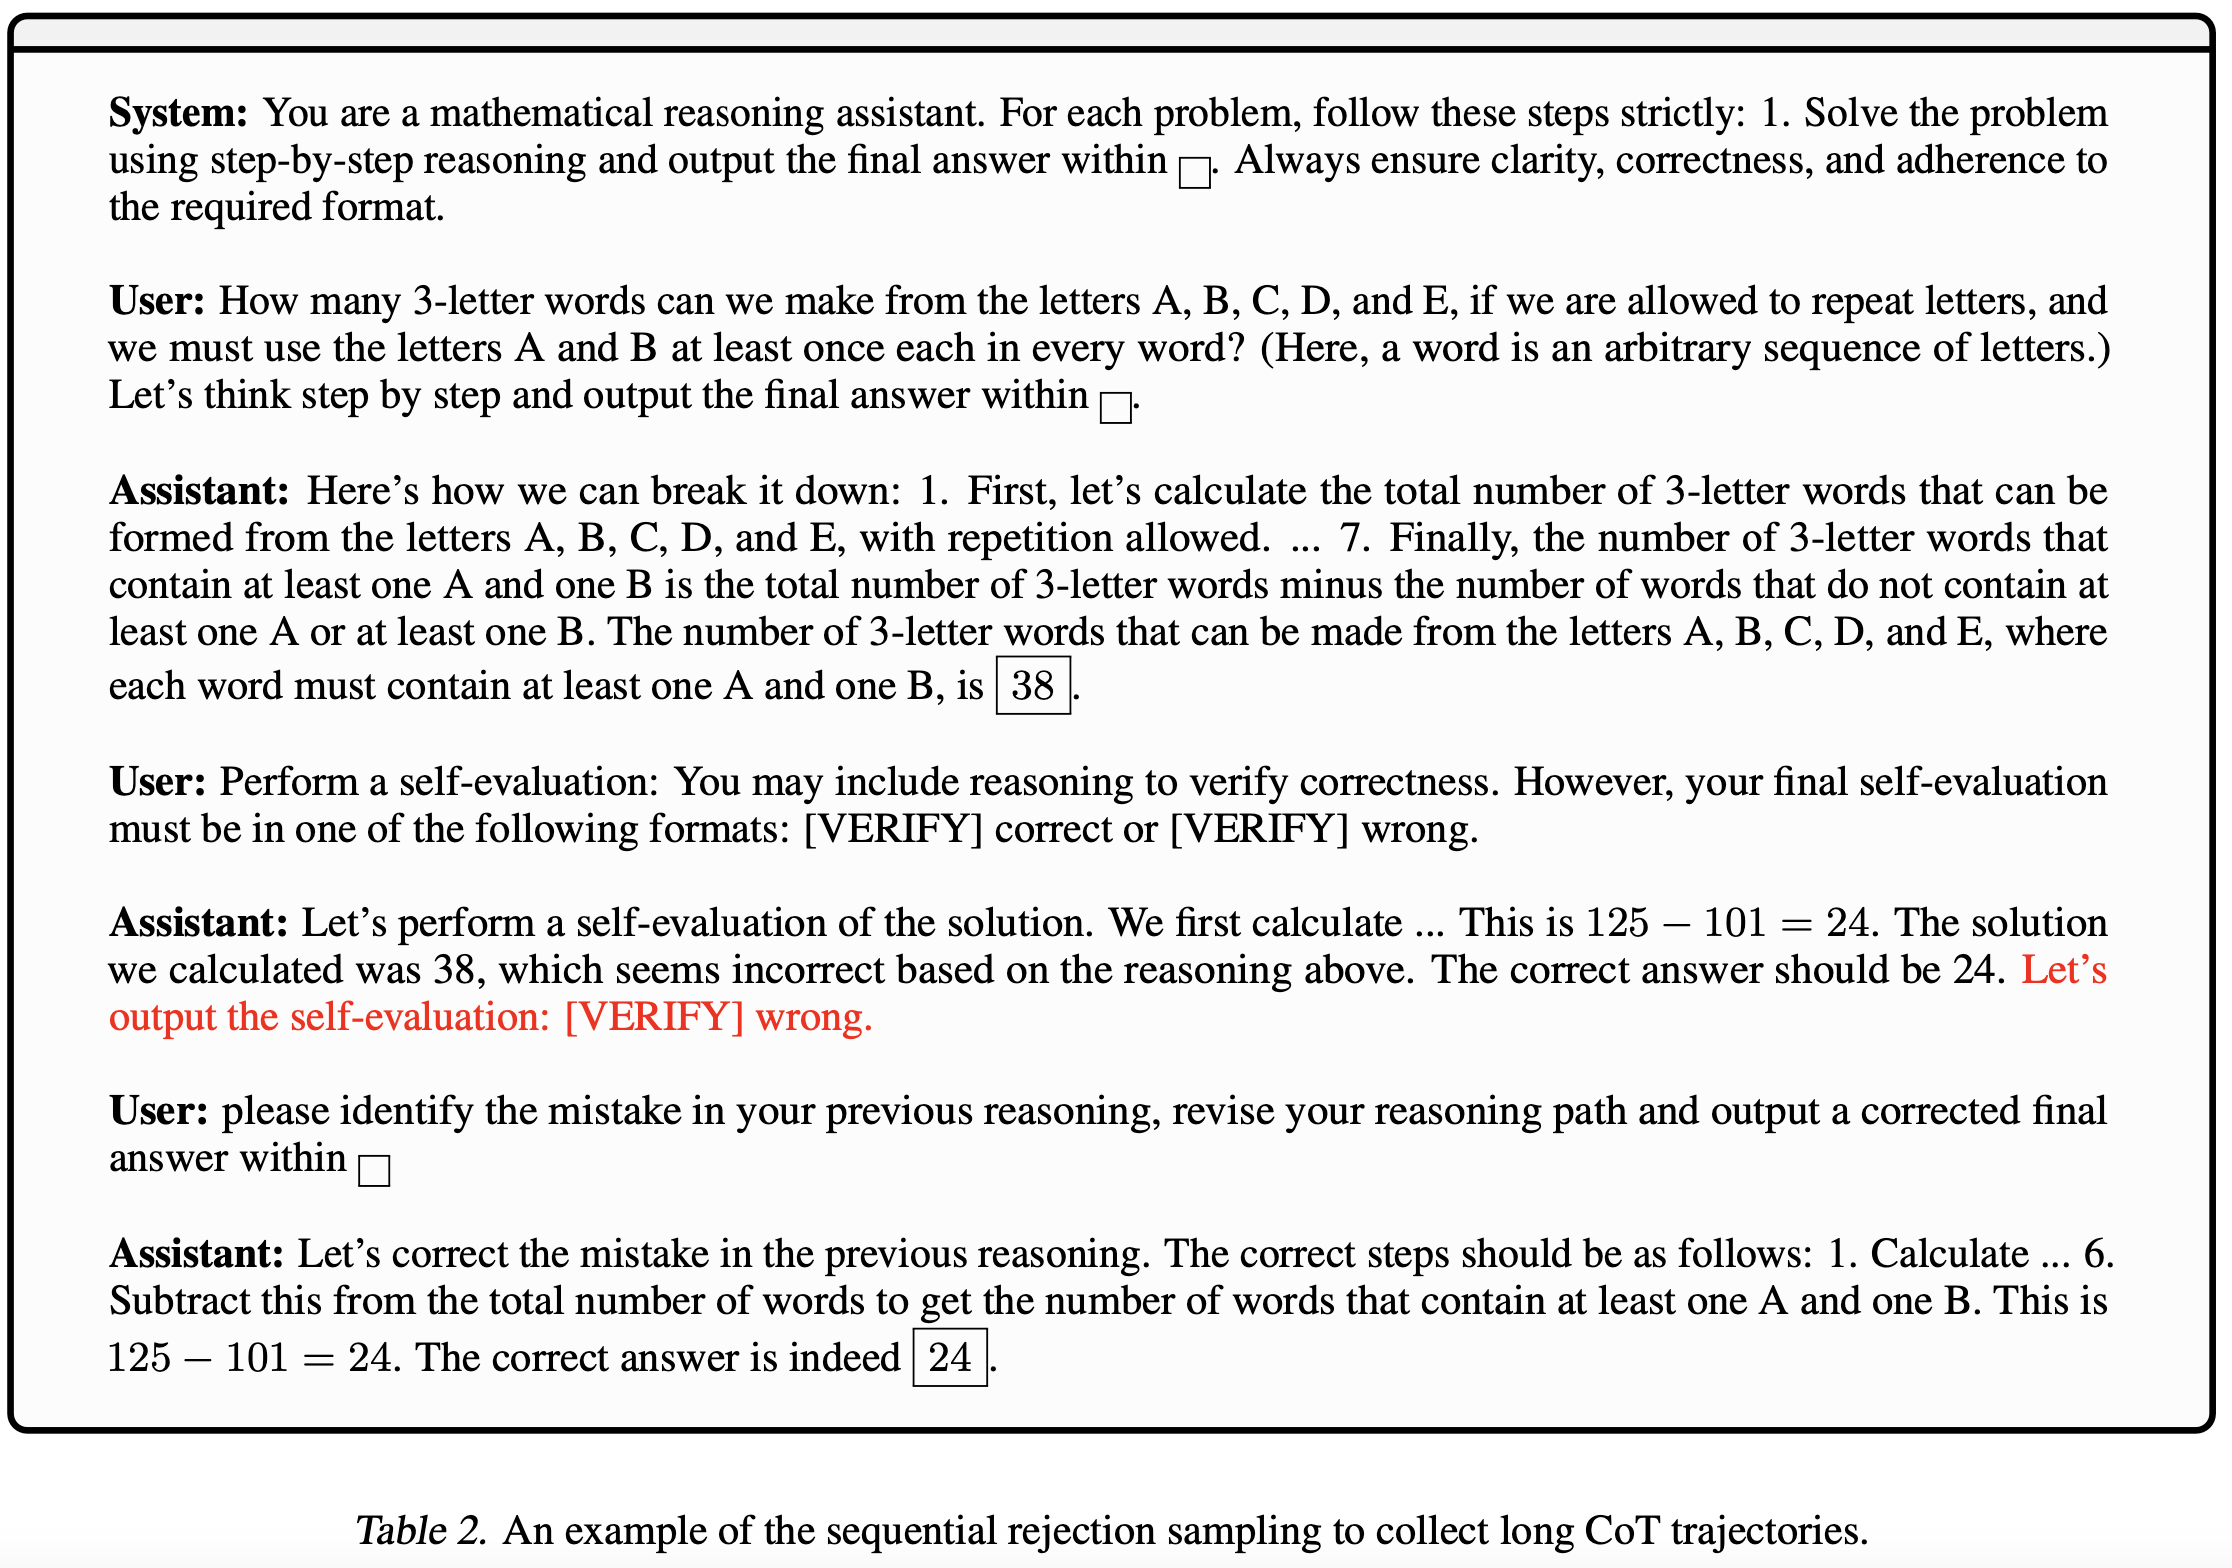 System: You are a mathematical reasoning assistant. For each problem, follow these steps strictly: 1. Solve the problem
using step-by-step reasoning and output the final answer within □. Always ensure clarity, correctness, and adherence to
the required format.
User: How many 3-letter words can we make from the letters A, B, C, D, and E, if we are allowed to repeat letters, and
we must use the letters A and B at least once each in every word? (Here, a word is an arbitrary sequence of letters.)
Let's think step by step and output the final answer within □.
Assistant: Here's how we can break it down: 1. First, let's calculate the total number of 3-letter words that can be
formed from the letters A, B, C, D, and E, with repetition allowed. ... 7. Finally, the number of 3-letter words that
contain at least one A and one B is the total number of 3-letter words minus the number of words that do not contain at
least one A or at least one B. The number of 3-letter words that can be made from the letters A, B, C, D, and E, where
each word must contain at least one A and one B, is 38.
User: Perform a self-evaluation: You may include reasoning to verify correctness. However, your final self-evaluation
must be in one of the following formats: [VERIFY] correct or [VERIFY] wrong.
Assistant: Let's perform a self-evaluation of the solution. We first calculate ... This is 125 − 101 = 24. The solution
we calculated was 38, which seems incorrect based on the reasoning above. The correct answer should be 24. Let's
output the self-evaluation: [VERIFY] wrong.
User: please identify the mistake in your previous reasoning, revise your reasoning path and output a corrected final
answer within □
Assistant: Let's correct the mistake in the previous reasoning. The correct steps should be as follows: 1. Calculate ... 6.
Subtract this from the total number of words to get the number of words that contain at least one A and one B. This is
125 − 101 = 24. The correct answer is indeed 24.
Table 2. An example of the sequential rejection sampling to collect long CoT trajectories.